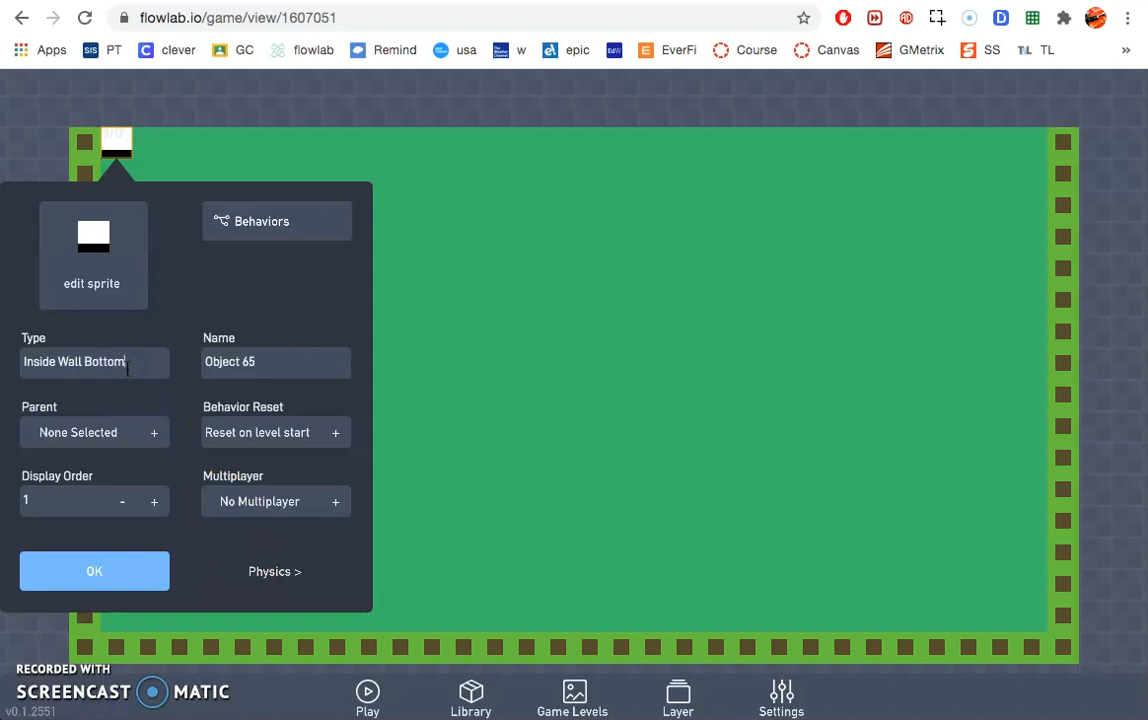 flowlab.io/game/view/1607051
Apps SIS PT clever GC flowlab Remind usa w epic EdW EverFi Course Canvas GMetrix SS TL »
edit sprite
Behaviors
Type Name
Inside Wall Bottom Object 65
Parent Behavior Reset
None Selected + Reset on level start +
Display Order Multiplayer
1 - + No Multiplayer +
OK Physics >
RECORDED WITH
SCREENCAST MATIC
v0.1.2551
Play Library Game Levels Layer Settings